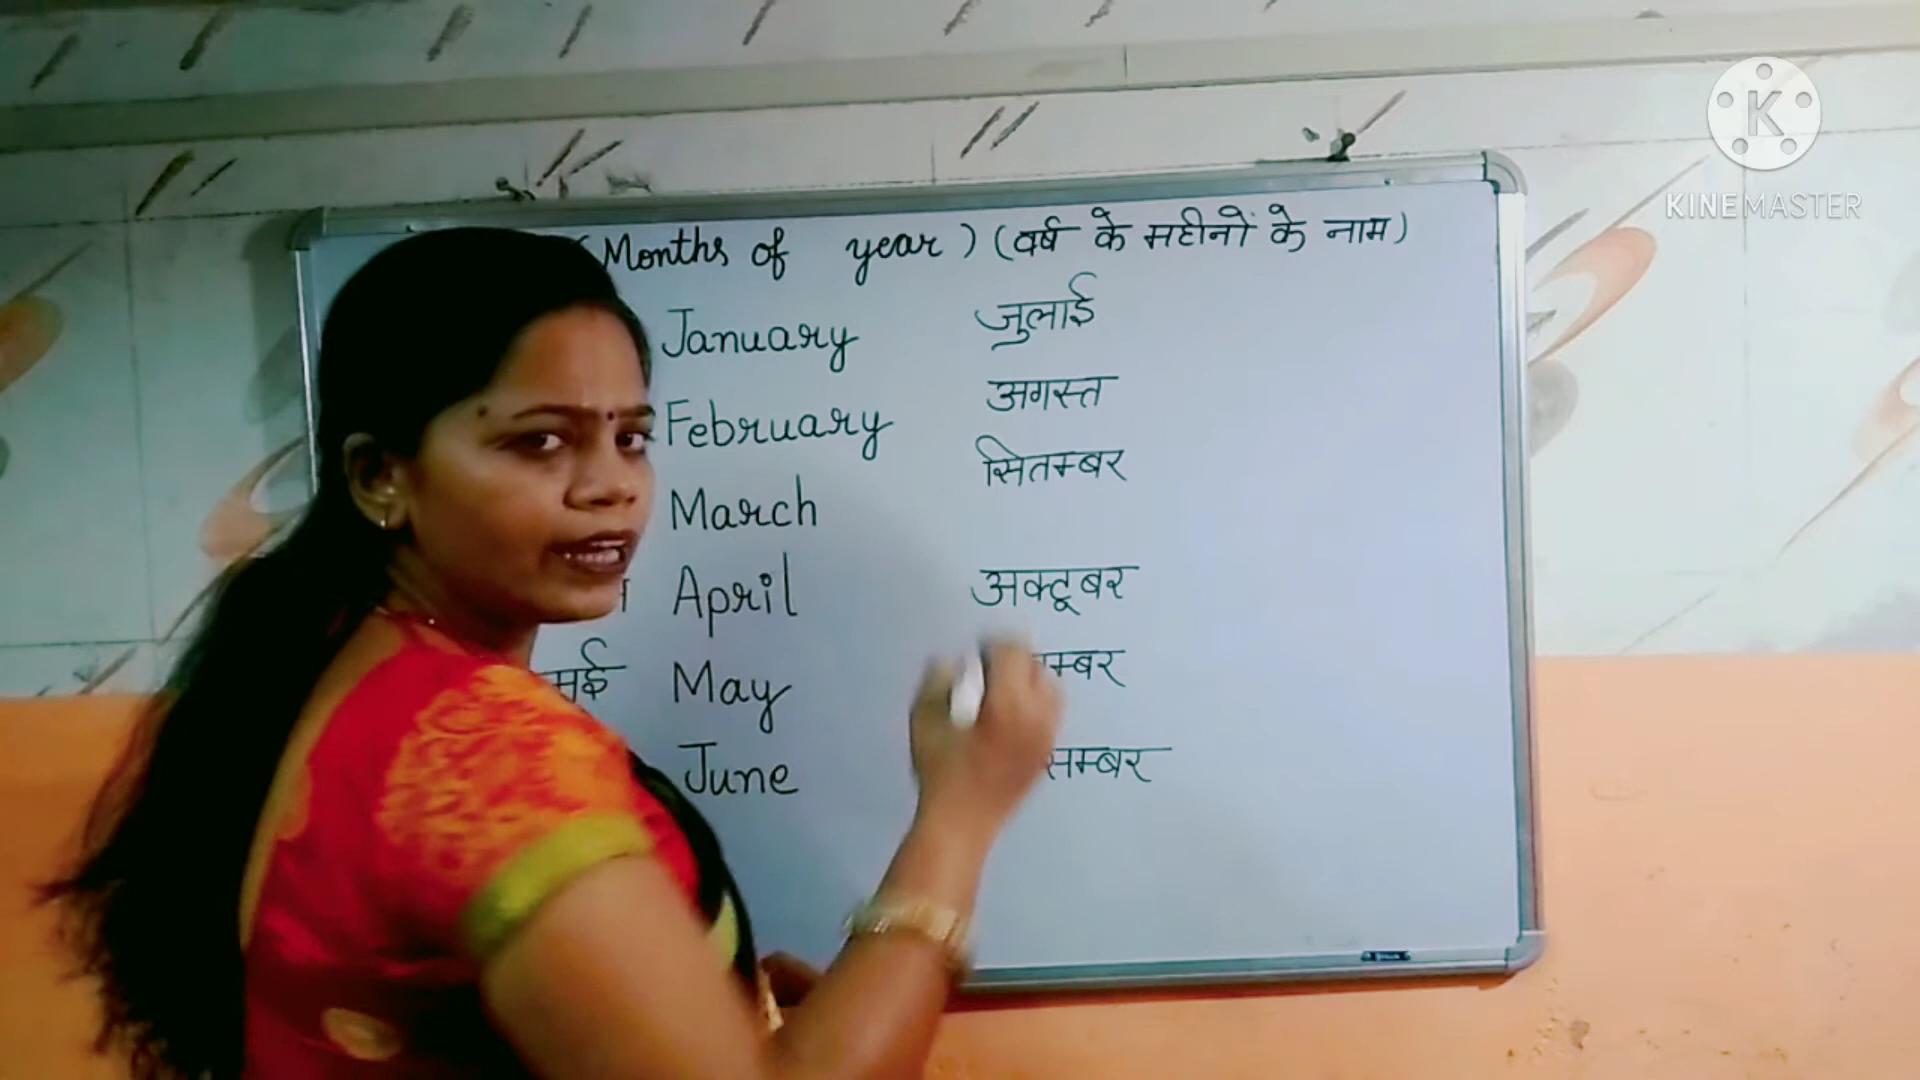 (Months of year) (वर्ष के महीनों के नाम)
January जुलाई
February अगस्त
March सितम्बर
April अक्टूबर
मई May
June
K
KINEMASTER